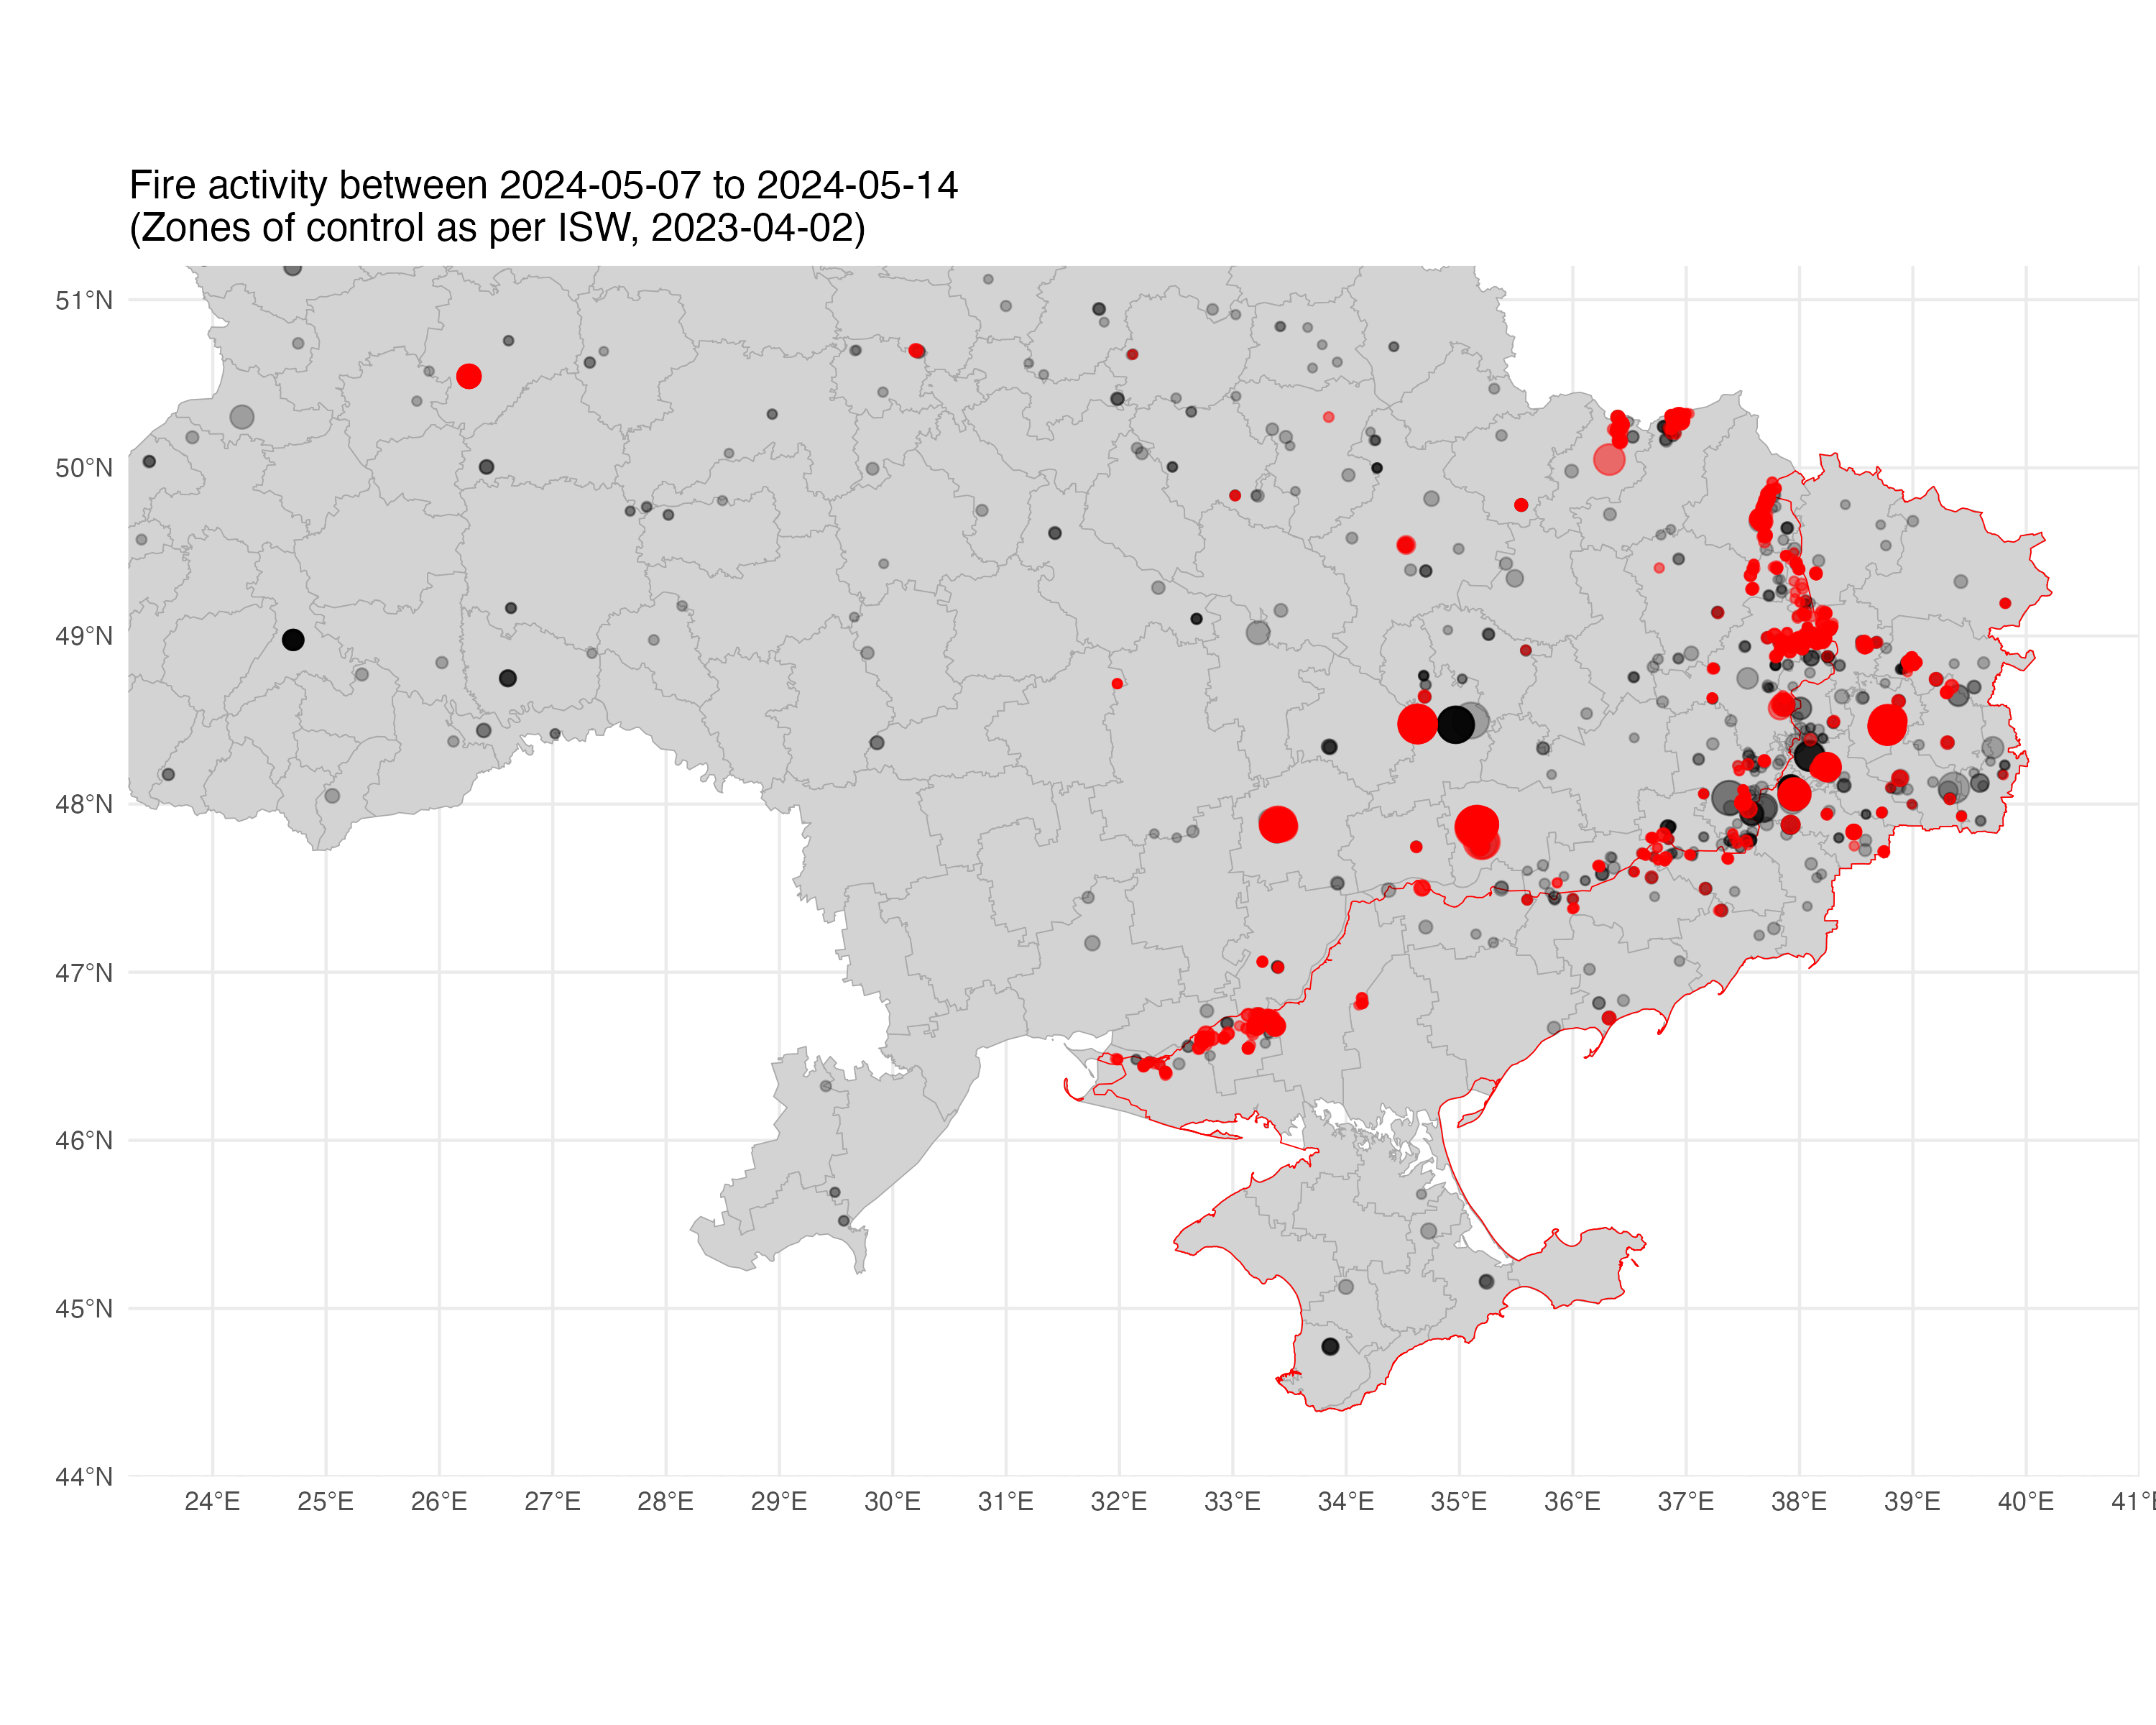 Fire activity between 2024-05-07 to 2024-05-14
(Zones of control as per ISW, 2023-04-02)
51°N
50°N
49°N
48°N
47°N
46°N
45°N
44°N
24°E 25°E 26°E 27°E 28°E 29°E 30°E 31°E 32°E 33°E 34°E 35°E 36°E 37°E 38°E 39°E 40°E 41°E